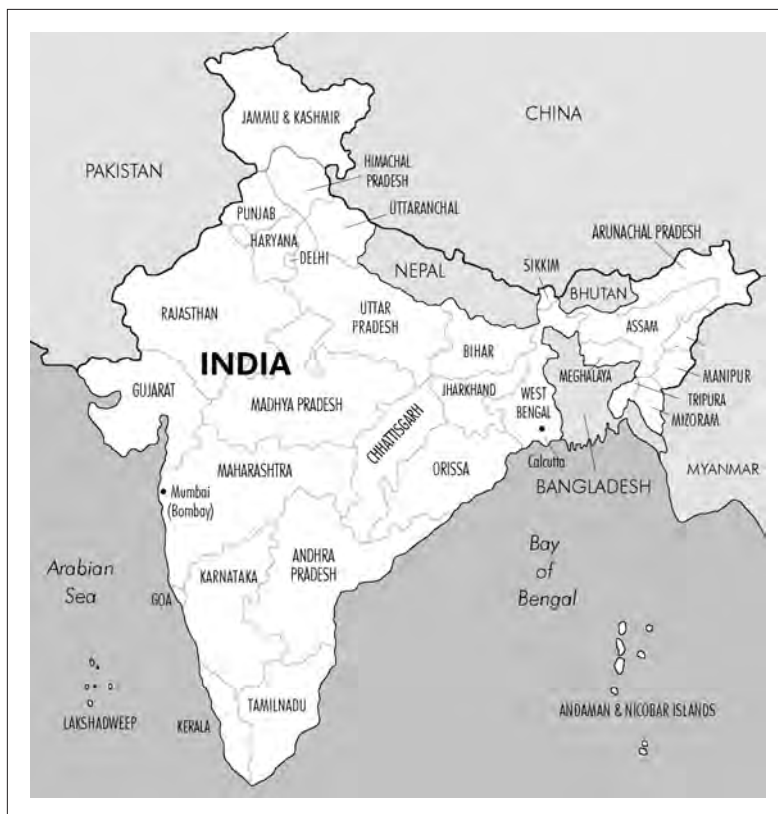 JAMMU & KASHMIR
CHINA
PAKISTAN
HIMACHAL
PRADESH
PUNJAB
UTTARANCHAL
HARYANA
DELHI
ARUNACHAL PRADESH
NEPAL
SIKKIM
BHUTAN
RAJASTHAN
UTTAR
PRADESH
ASSAM
BIHAR
INDIA
MEGHALAYA
MANIPUR
GUJARAT
MADHYA PRADESH
JHARKHAND
WEST
BENGAL
TRIPURA
MIZORAM
CHHATTISGARH
MAHARASHTRA
ORISSA
Calcutta
MYANMAR
BANGLADESH
Mumbai
(Bombay)
Arabian
Sea
ANDHRA
PRADESH
Bay
of
Bengal
KARNATAKA
GOA
LAKSHADWEEP
KERALA
TAMILNADU
ANDAMAN & NICOBAR ISLANDS